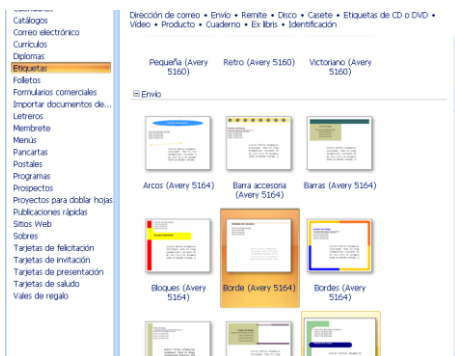 Catálogos
Correo electrónico
Currículos
Diplomas
Etiquetas
Folletos
Formularios comerciales
Importar documentos de...
Letreros
Membrete
Menús
Pancartas
Postales
Programas
Prospectos
Proyectos para doblar hojas
Publicaciones rápidas
Sitios Web
Sobres
Tarjetas de felicitación
Tarjetas de invitación
Tarjetas de presentación
Tarjetas de saludo
Vales de regalo
Dirección de correo • Envío • Remite • Disco • Casete • Etiquetas de CD o DVD •
Vídeo • Producto • Cuaderno • Ex libris • Identificación
Pequeña (Avery
5160)
Retro (Avery 5160)
Victoriano (Avery
5160)
Envío
Arcos (Avery 5164)
Barra accesoria
(Avery 5164)
Barras (Avery 5164)
Bloques (Avery
5164)
Borde (Avery 5164)
Bordes (Avery
5164)